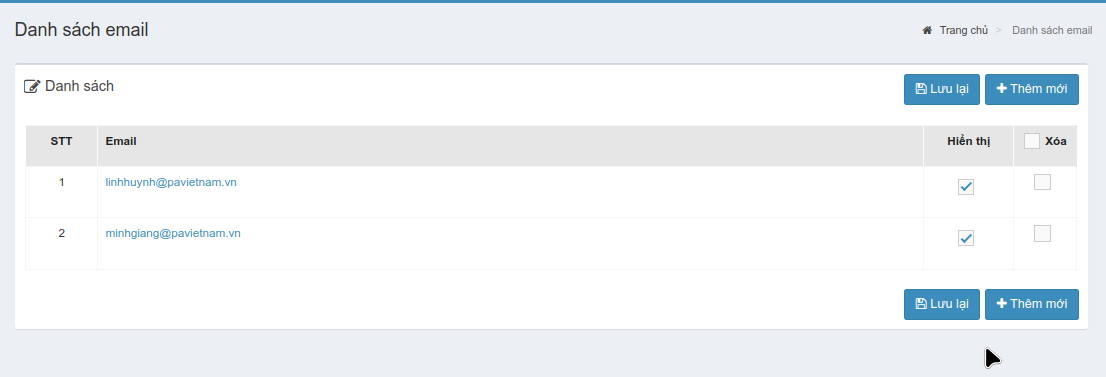 Danh sách email
Trang chủ > Danh sách email
Danh sách
Lưu lại Thêm mới
STT Email Hiển thị Xóa
1 linhhuynh@pavietnam.vn
2 minhgiang@pavietnam.vn
Lưu lại Thêm mới